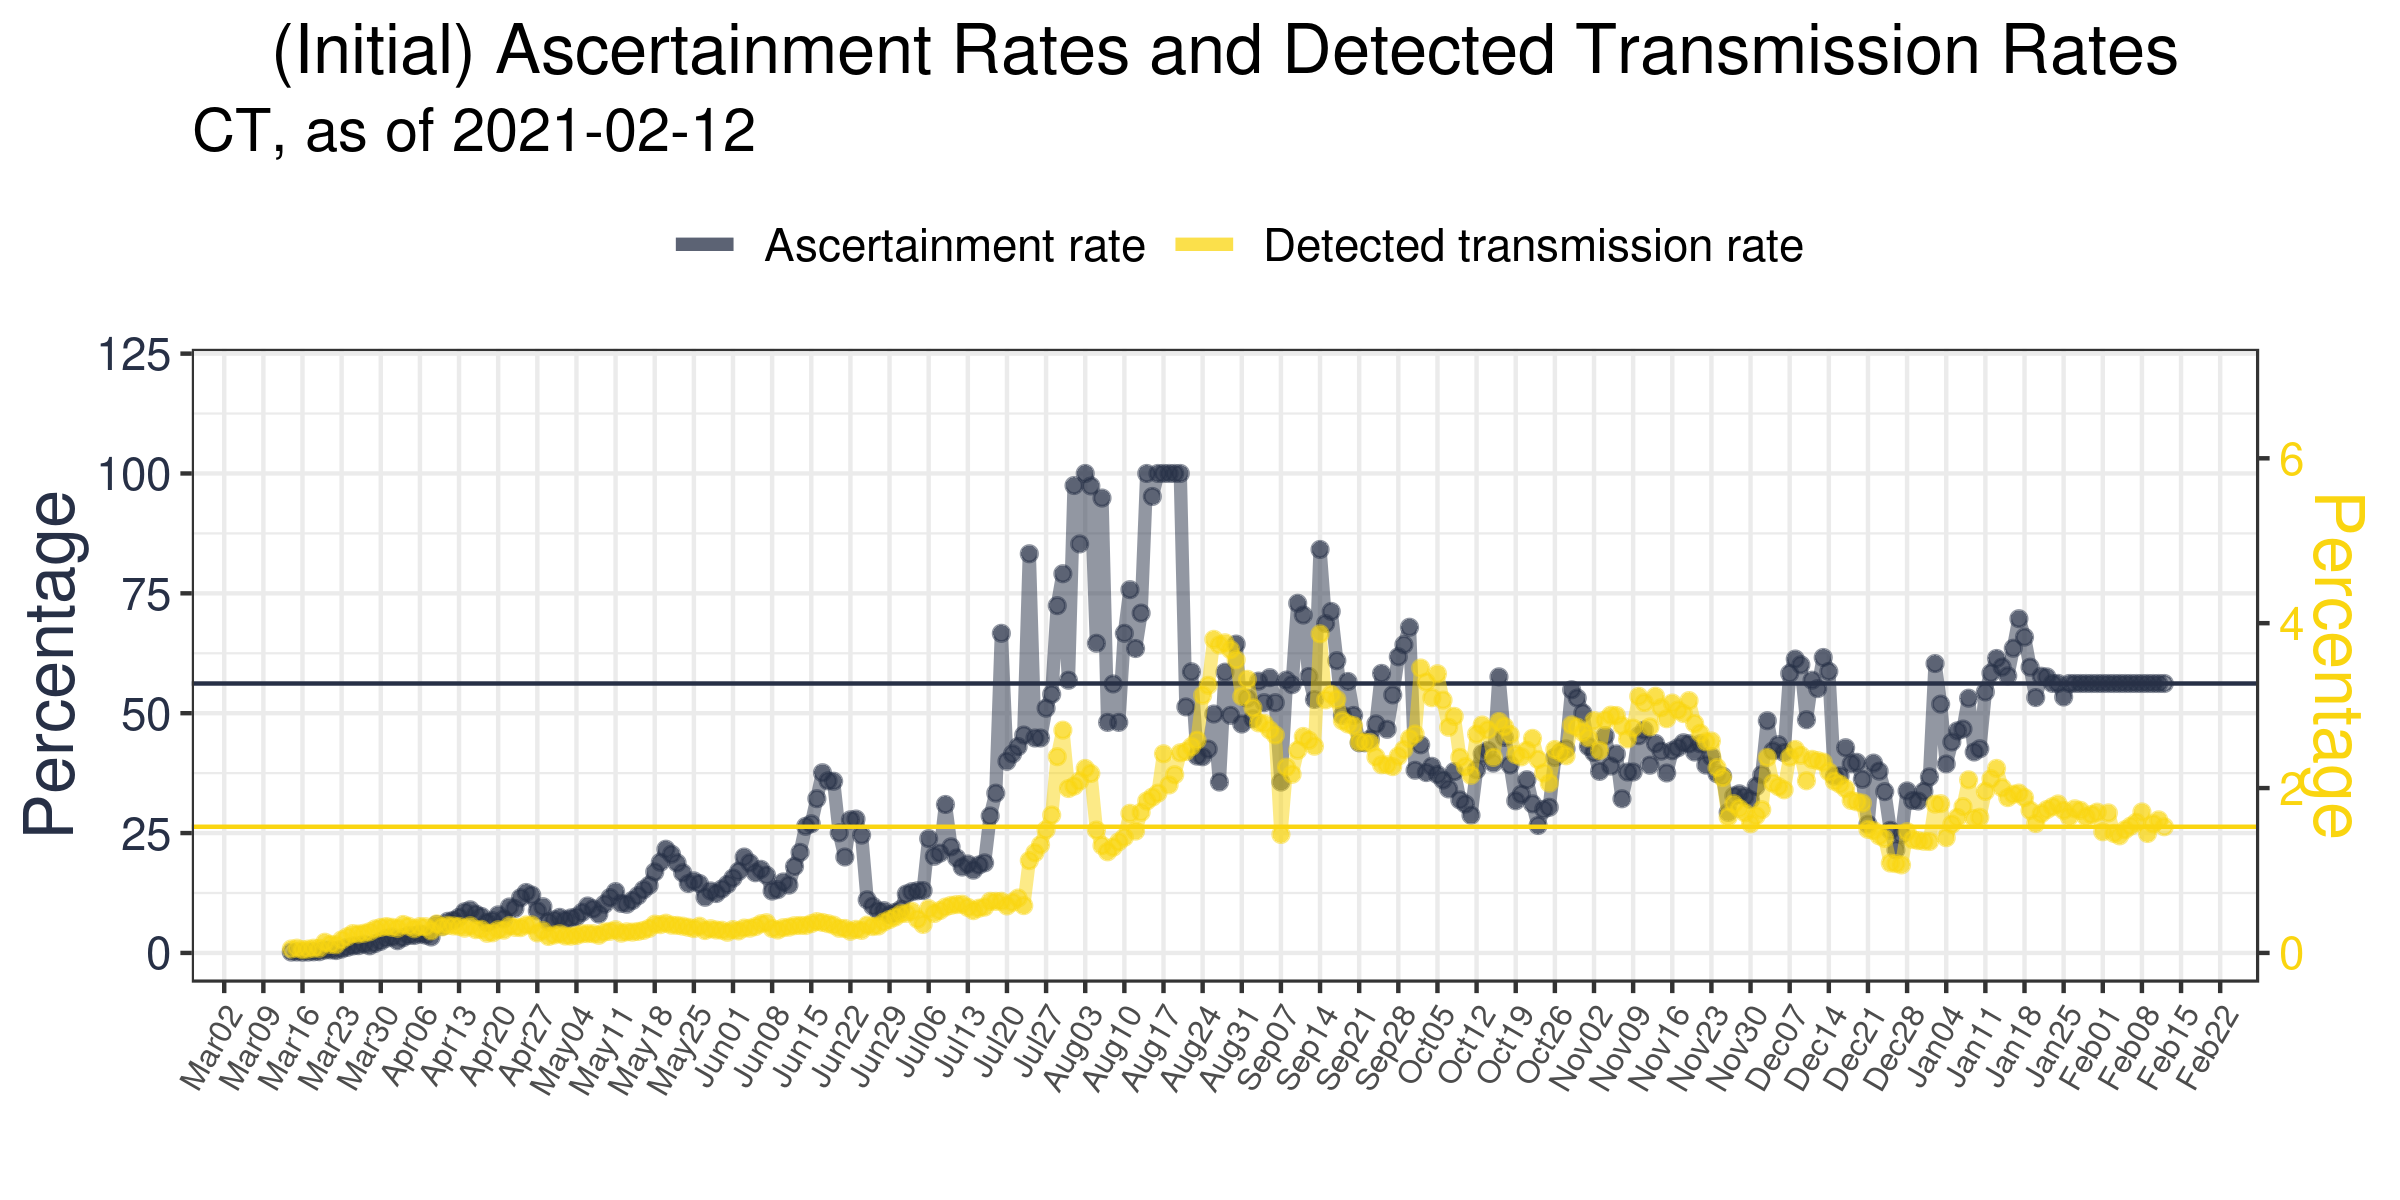 (Initial) Ascertainment Rates and Detected Transmission Rates
CT, as of 2021-02-12
Ascertainment rate
Detected transmission rate
125
100
75
50
25
0
Percentage
6
4
2
0
Percentage
Mar02
Mar09
Mar16
Mar23
Mar30
Apr06
Apr13
Apr20
Apr27
May04
May11
May18
May25
Jun01
Jun08
Jun15
Jun22
Jun29
Jul06
Jul13
Jul20
Jul27
Aug03
Aug10
Aug17
Aug24
Aug31
Sep07
Sep14
Sep21
Sep28
Oct05
Oct12
Oct19
Oct26
Nov02
Nov09
Nov16
Nov23
Nov30
Dec07
Dec14
Dec21
Dec28
Jan04
Jan11
Jan18
Jan25
Feb01
Feb08
Feb15
Feb22